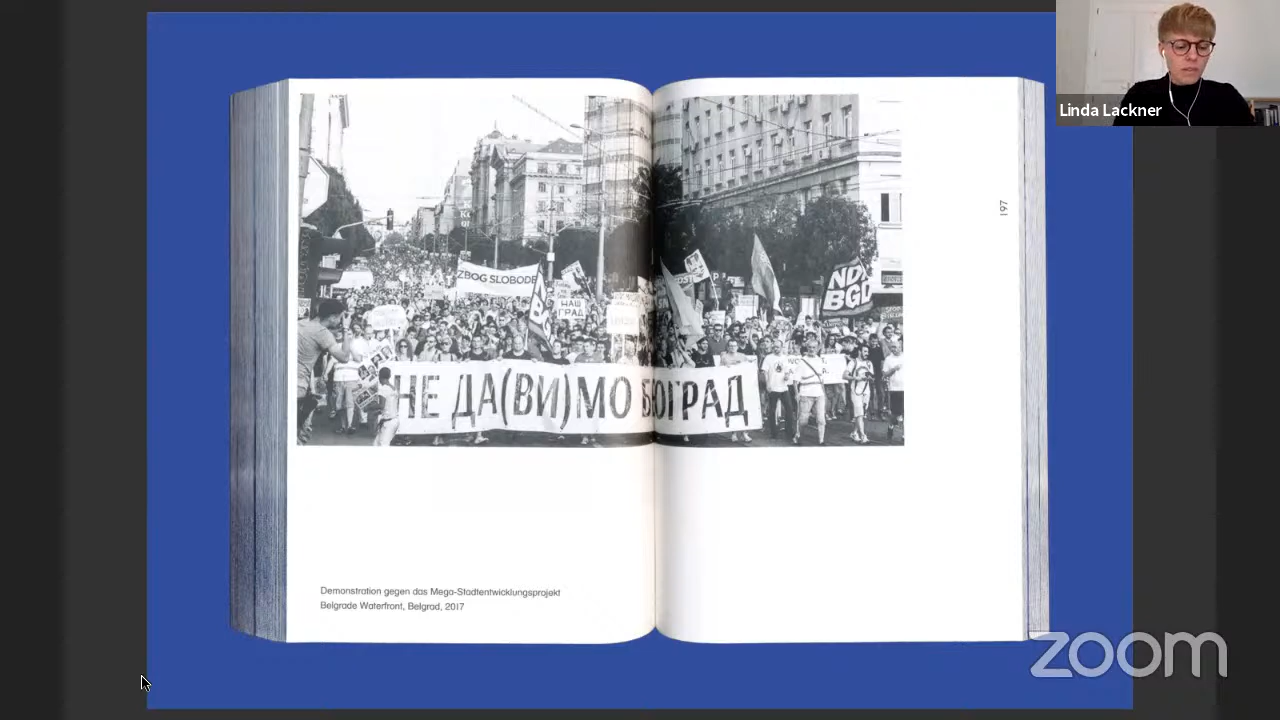 Linda Lackner
197
ZBOG SLOBODE
НАШ
ГРАД
NDM
BGD
НЕ ДА(ВИ)МО БЕОГРАД
Demonstration gegen das Mega-Stadtentwicklungsprojekt
Belgrade Waterfront, Belgrad, 2017
zoom